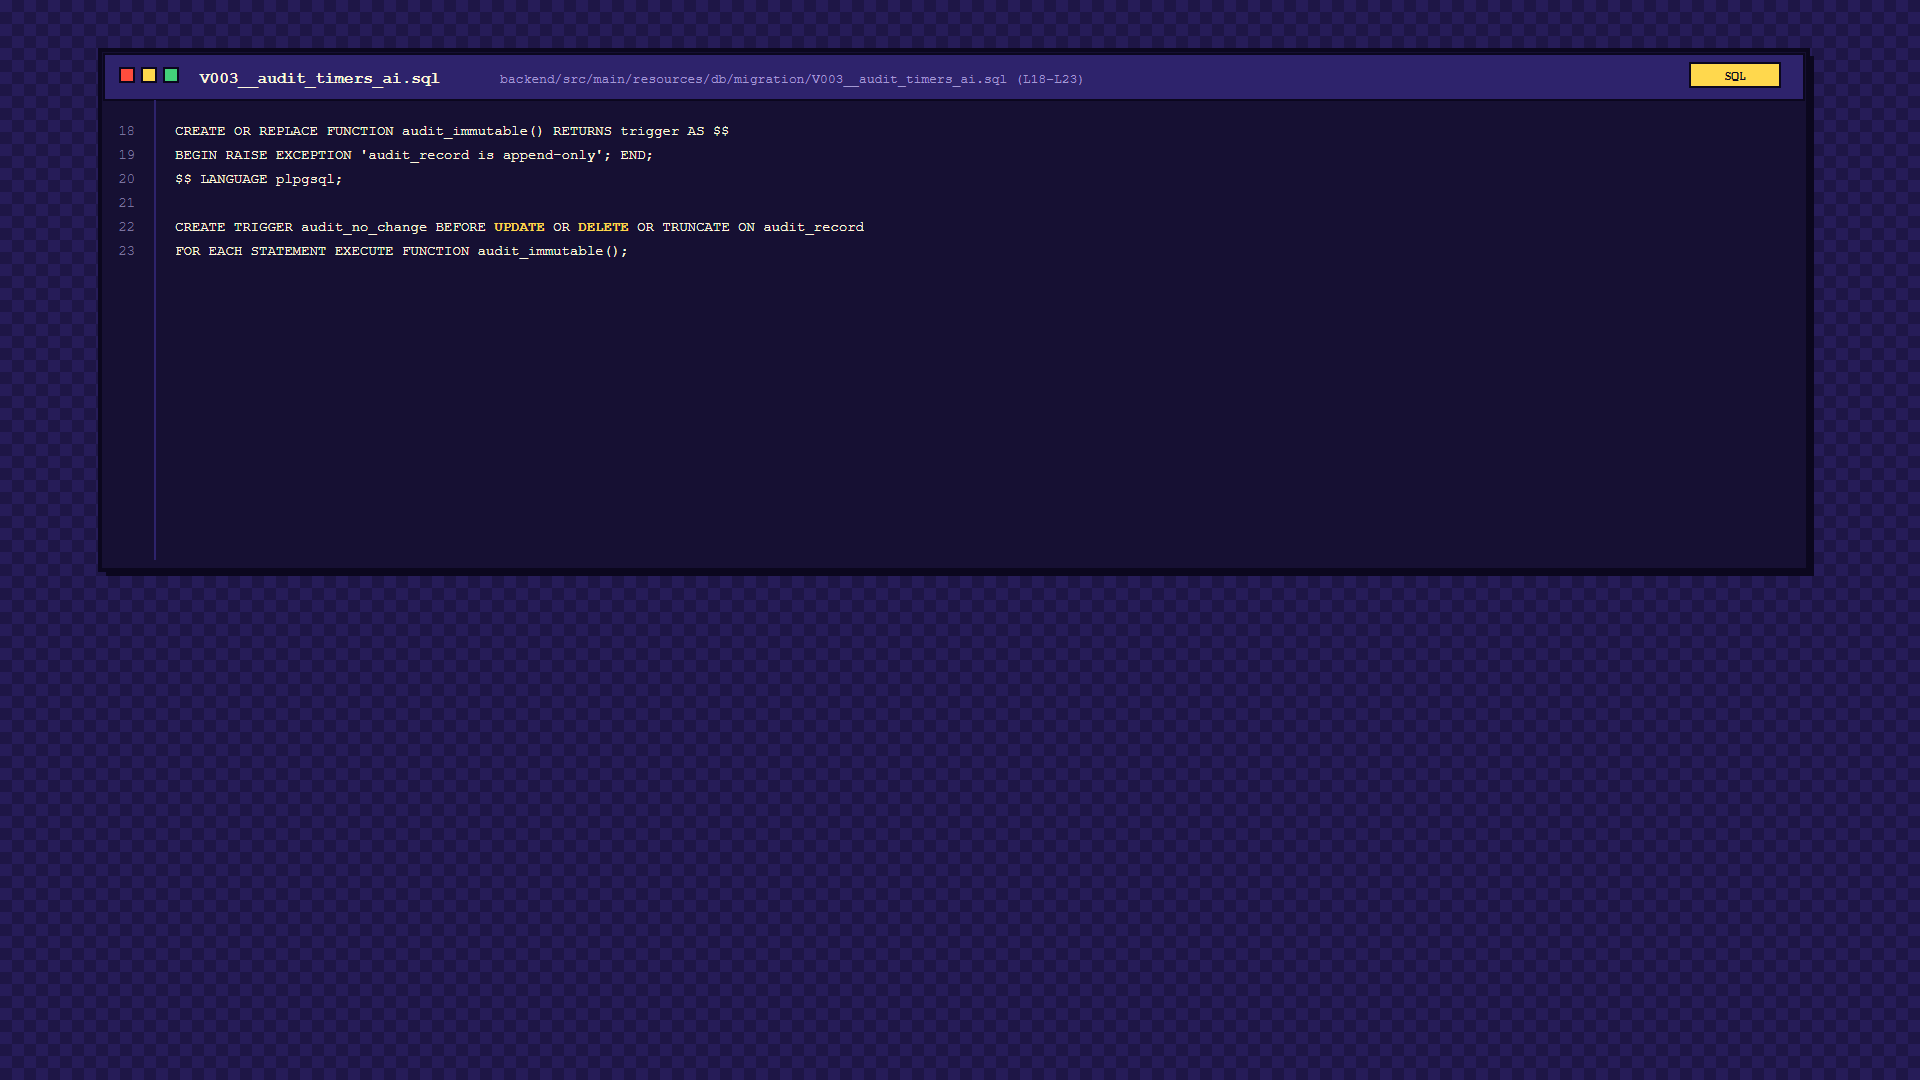 V003__audit_timers_ai.sql backend/src/main/resources/db/migration/V003__audit_timers_ai.sql (L18-L23) SQL
18 CREATE OR REPLACE FUNCTION audit_immutable() RETURNS trigger AS $$
19 BEGIN RAISE EXCEPTION 'audit_record is append-only'; END;
20 $$ LANGUAGE plpgsql;
21
22 CREATE TRIGGER audit_no_change BEFORE UPDATE OR DELETE OR TRUNCATE ON audit_record
23 FOR EACH STATEMENT EXECUTE FUNCTION audit_immutable();